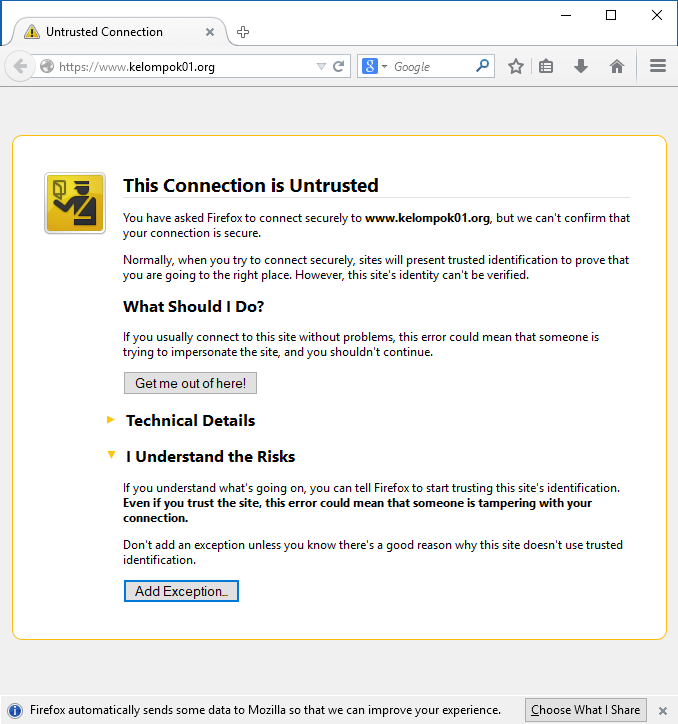 Untrusted Connection
https://www.kelompok01.org
Google
This Connection is Untrusted
You have asked Firefox to connect securely to www.kelompok01.org, but we can't confirm that
your connection is secure.
Normally, when you try to connect securely, sites will present trusted identification to prove that
you are going to the right place. However, this site's identity can't be verified.
What Should I Do?
If you usually connect to this site without problems, this error could mean that someone is
trying to impersonate the site, and you shouldn't continue.
Get me out of here!
Technical Details
I Understand the Risks
If you understand what's going on, you can tell Firefox to start trusting this site's identification.
Even if you trust the site, this error could mean that someone is tampering with your
connection.
Don't add an exception unless you know there's a good reason why this site doesn't use trusted
identification.
Add Exception...
Firefox automatically sends some data to Mozilla so that we can improve your experience.
Choose What I Share